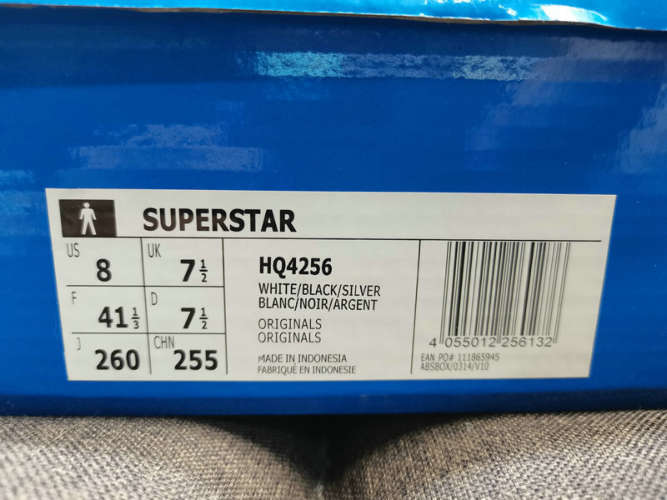 SUPERSTAR
US 8 UK 7 1/2
F 41 1/3 D 7 1/2
J 260 CHN 255
HQ4256
WHITE/BLACK/SILVER
BLANC/NOIR/ARGENT
ORIGINALS
ORIGINALS
MADE IN INDONESIA
FABRIQUÉ EN INDONESIE
4 055012 256132
EAN PO# 111865945
ABSBOX/0314/V10